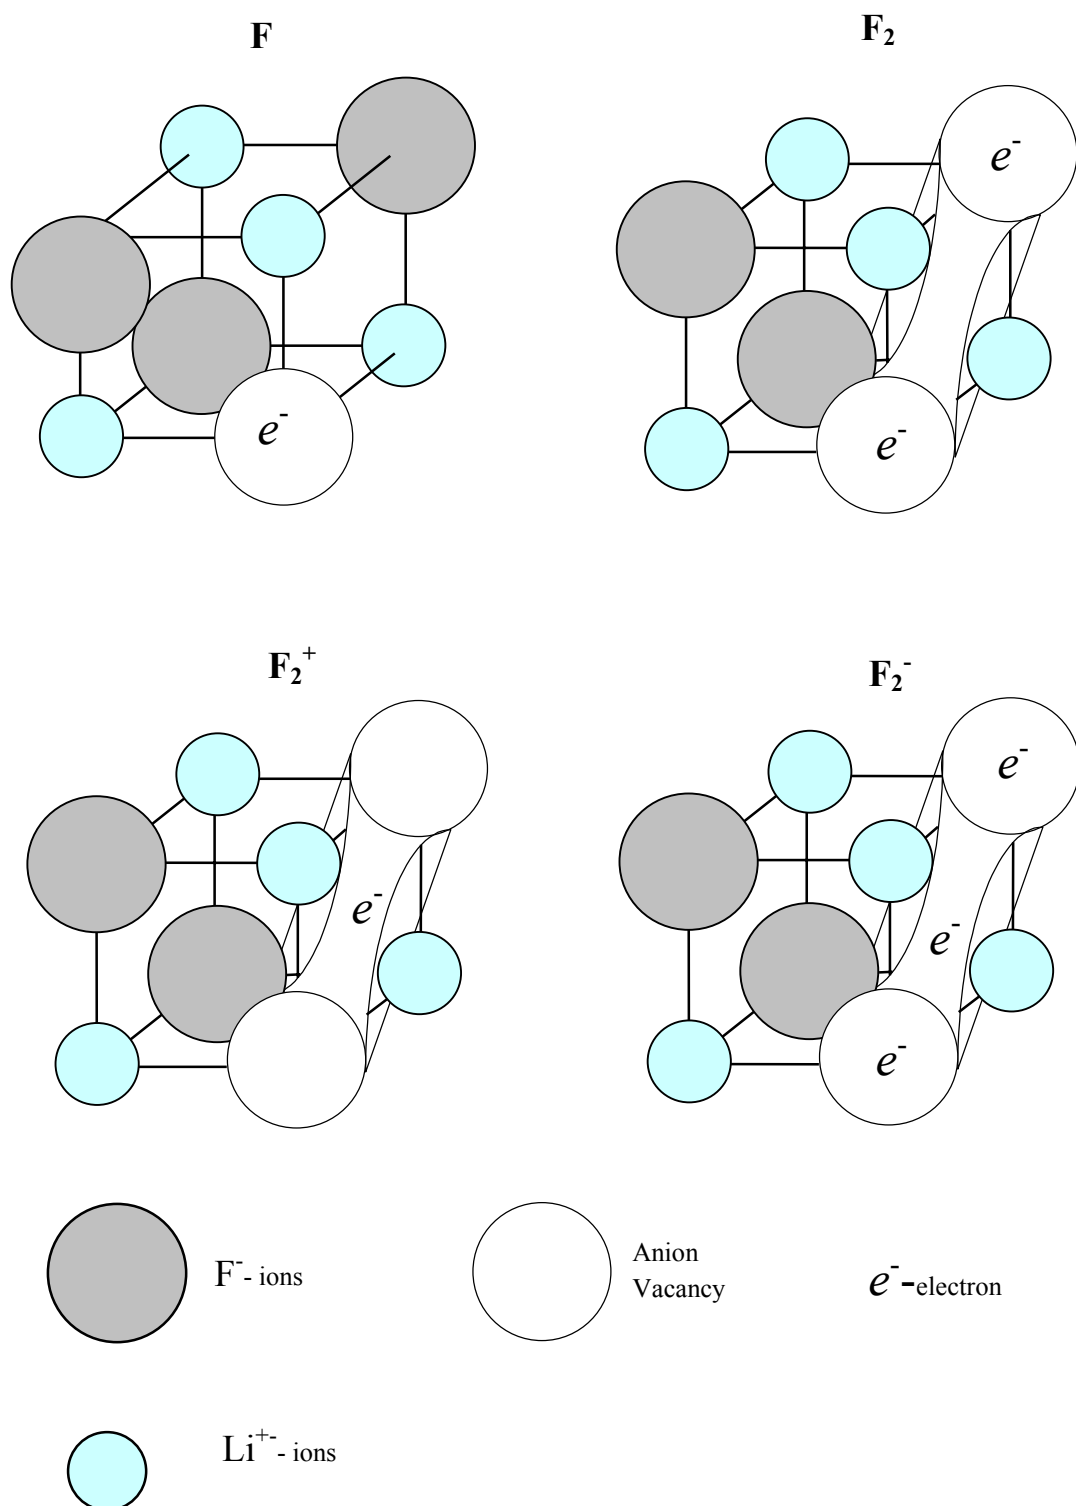 F
F₂
e⁻
e⁻
e⁻
F₂⁺
F₂⁻
e⁻
e⁻
e⁻
e⁻
F⁻- ions
Anion
Vacancy
e⁻-electron
Li⁺⁻- ions